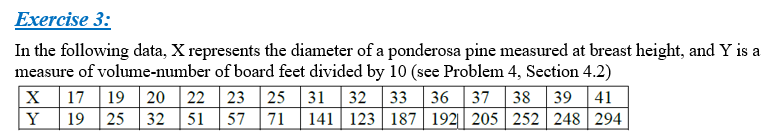 Exercise 3:
In the following data, X represents the diameter of a ponderosa pine measured at breast height, and Y is a
measure of volume-number of board feet divided by 10 (see Problem 4, Section 4.2)
X 17 19 20 22 23 25 31 32 33 36 37 38 39 41
Y 19 25 32 51 57 71 141 123 187 192 205 252 248 294